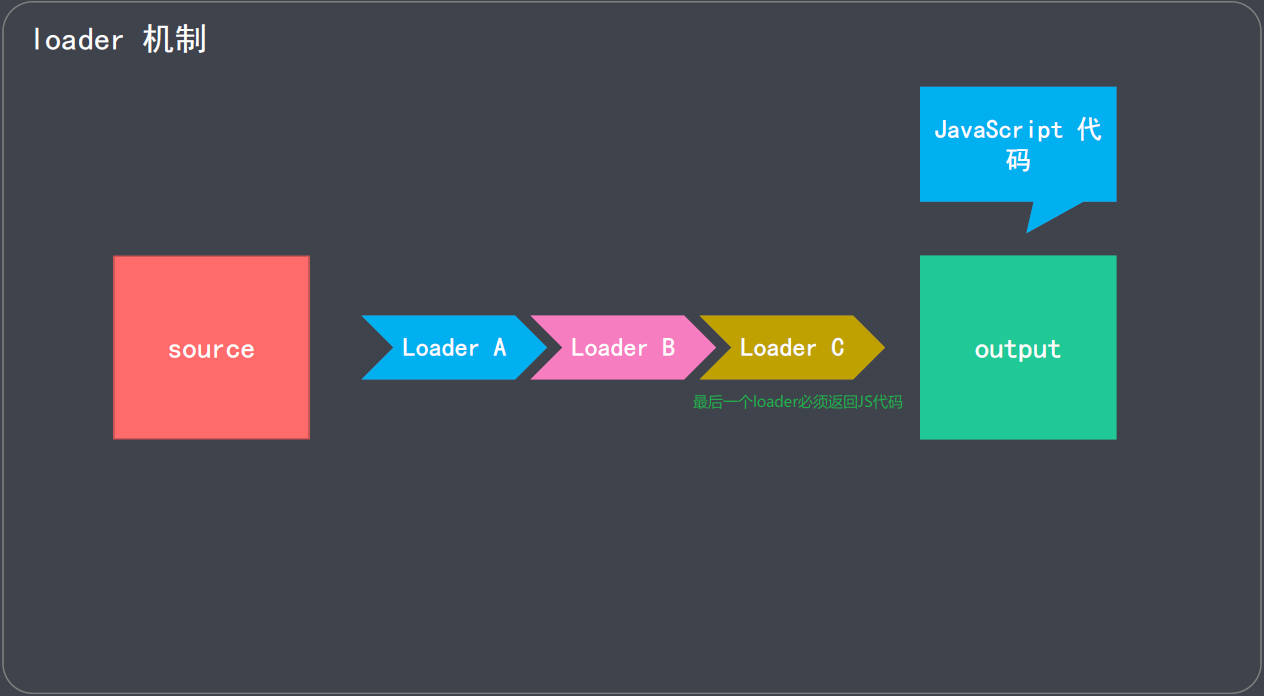 loader 机制
JavaScript 代
码
source
Loader A
Loader B
Loader C
output
最后一个loader必须返回JS代码